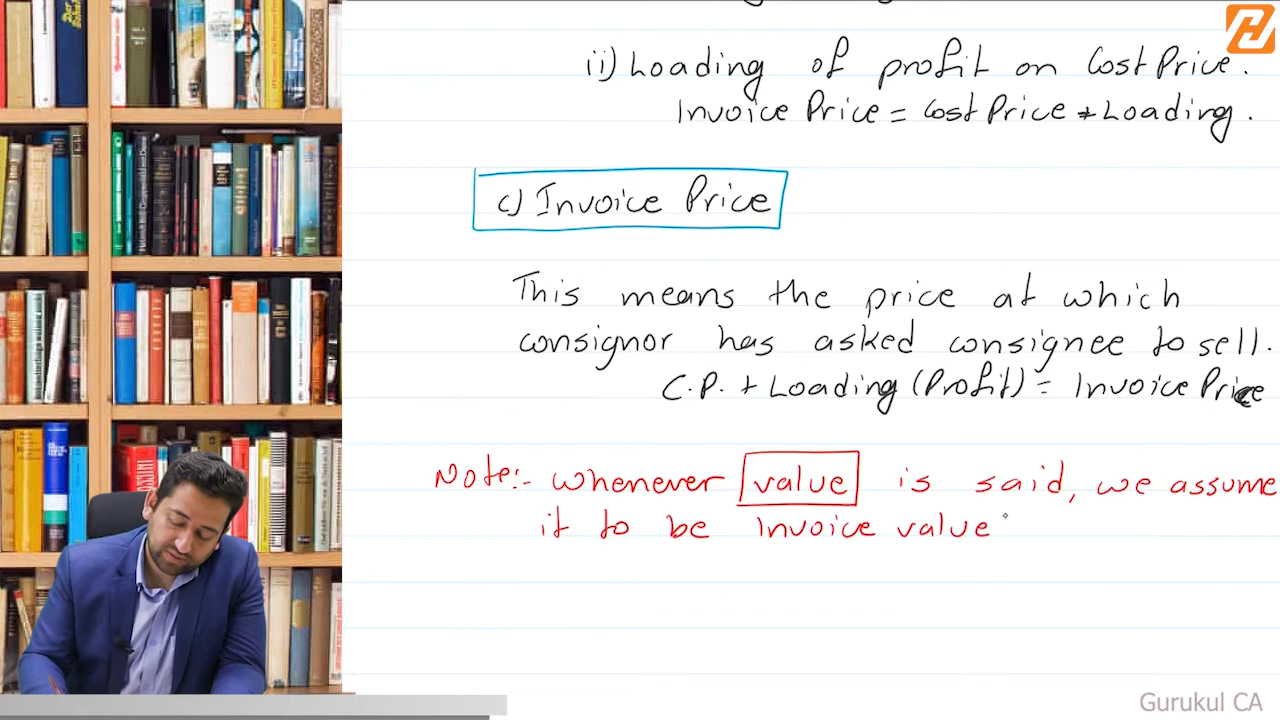 ii) Loading of profit on Cost Price.
Invoice Price = Cost Price + Loading.
c) Invoice Price
This means the price at which
consignor has asked consignee to sell.
C.P. + Loading (Profit) = Invoice Price
Note:- Whenever value is said, we assume
it to be Invoice value
Gurukul CA